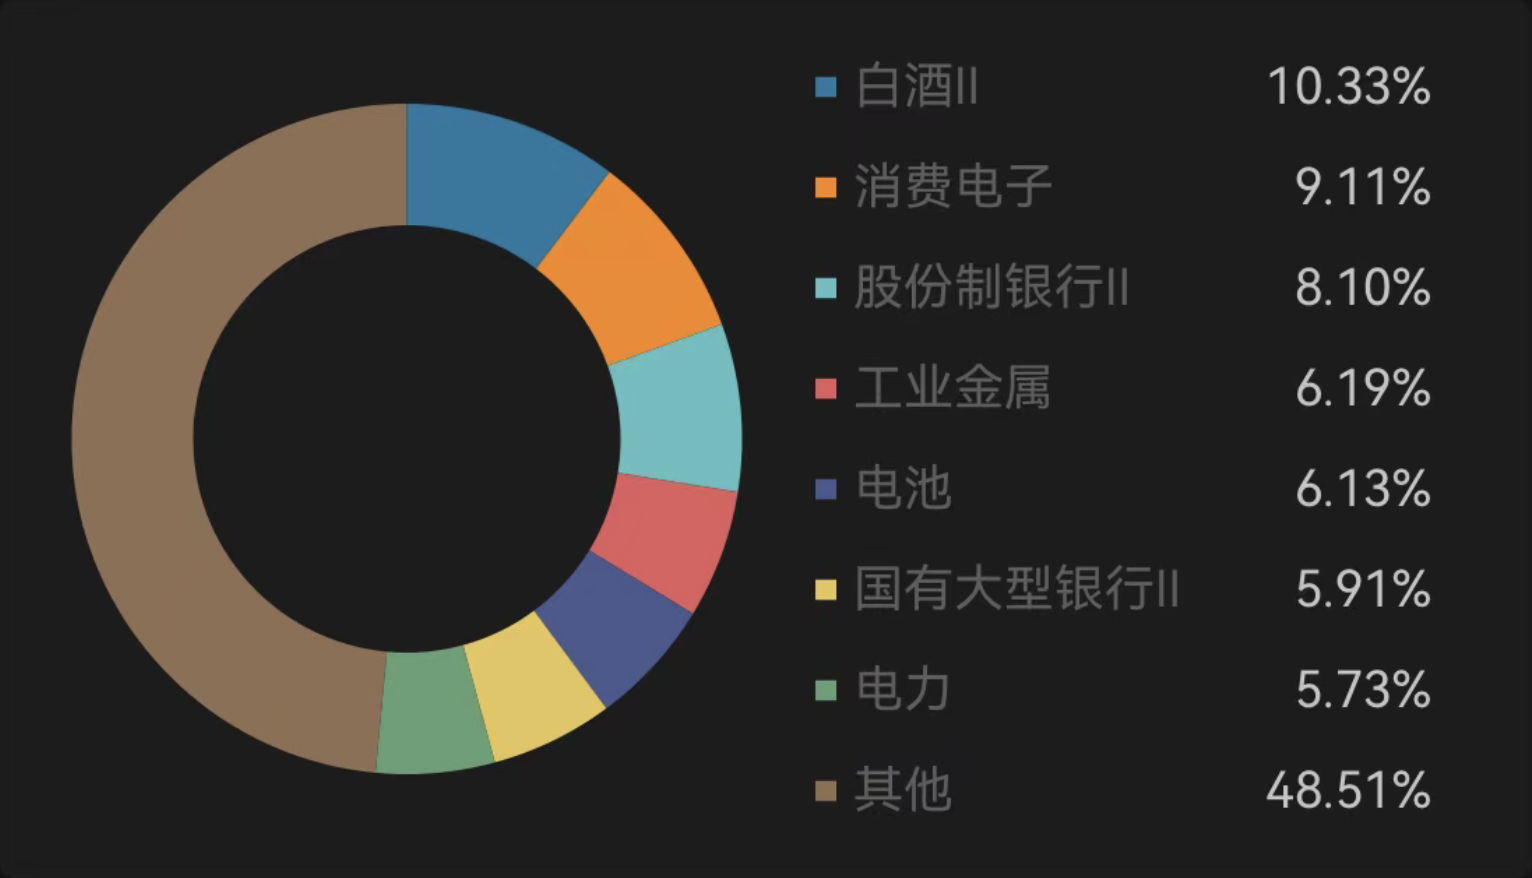 白酒II 10.33%
消费电子 9.11%
股份制银行II 8.10%
工业金属 6.19%
电池 6.13%
国有大型银行II 5.91%
电力 5.73%
其他 48.51%